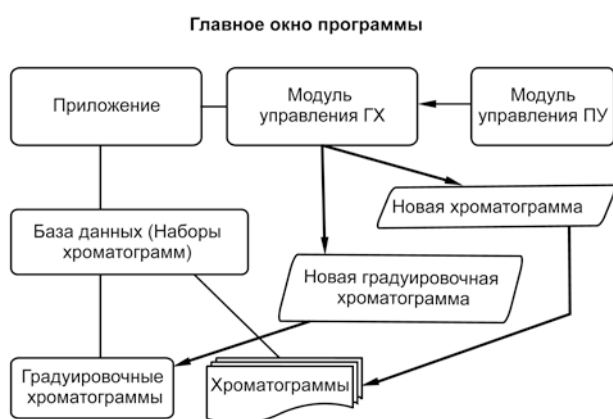 Главное окно программы
Приложение
Модуль
управления ГХ
Модуль
управления ПУ
Новая хроматограмма
База данных (Наборы
хроматограмм)
Новая градуировочная
хроматограмма
Градуировочные
хроматограммы
Хроматограммы